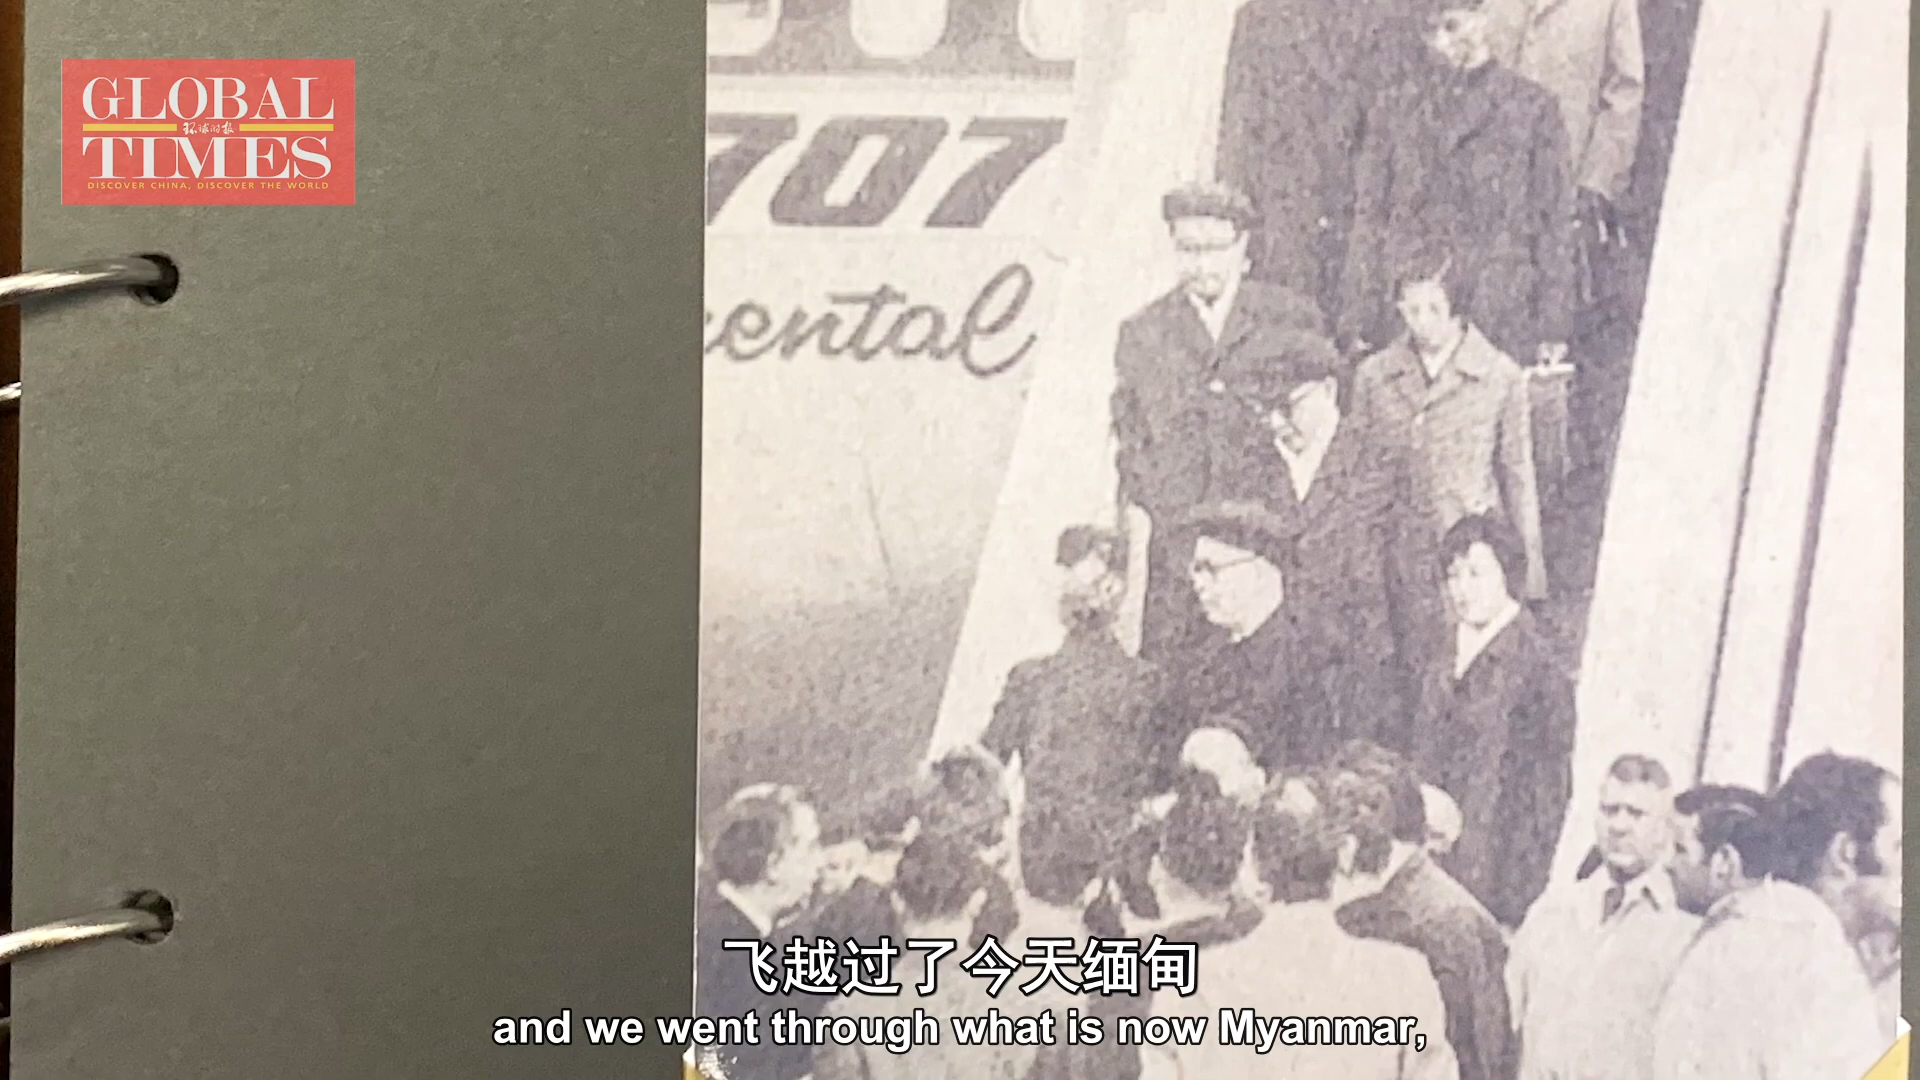 GLOBAL
环球时报
TIMES
DISCOVER CHINA, DISCOVER THE WORLD
707
ental
飞越过了今天缅甸
and we went through what is now Myanmar,